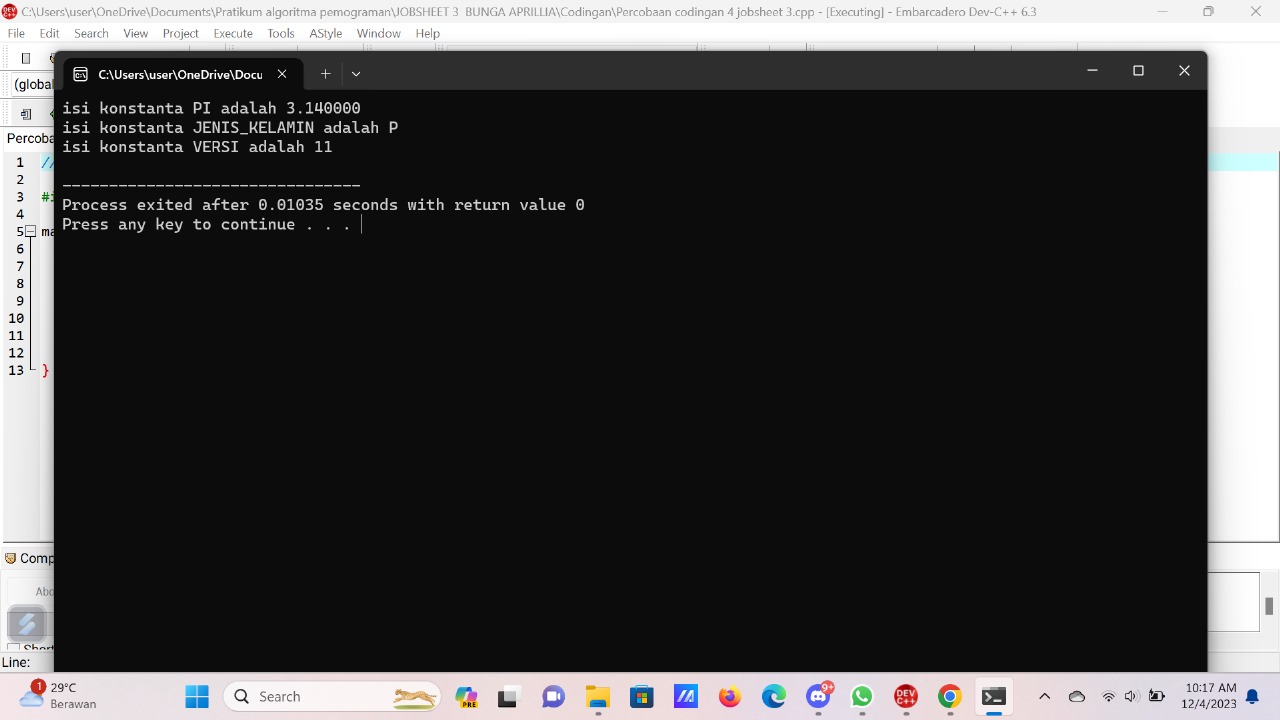 C:\Users\user\OneDrive\Documents\Pratikum algoritma pemograman\JOBSHEET 3 BUNGA APRILLIA\Codingan\Percobaan codingan 4 jobsheet 3.cpp - [Executing] - Embarcadero Dev-C++ 6.3
File Edit Search View Project Execute Tools AStyle Window Help
C:\Users\user\OneDrive\Docu
(global
isi konstanta PI adalah 3.140000
isi konstanta JENIS_KELAMIN adalah P
isi konstanta VERSI adalah 11
--------------------------------
Process exited after 0.01035 seconds with return value 0
Press any key to continue . . .
Percoba
1 //
2
3 #i
4
5 ma
6
7
8
9
10
11
12
13 }
Comp
Abo
Short
Line:
1
29°C
Berawan
Search
PRE
9+
DEV C++
10:17 AM
12/4/2023